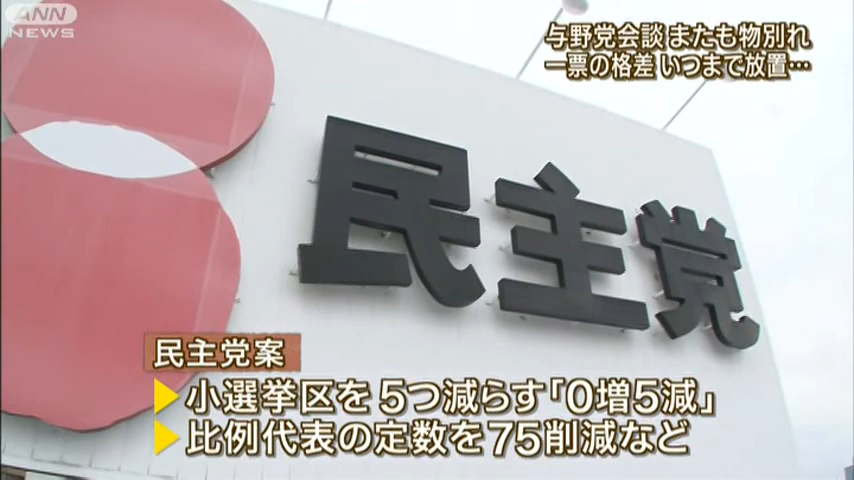 ANN
NEWS
与野党会談 またも物別れ
一票の格差 いつまで放置…
民主党
民主党案
小選挙区を5つ減らす「0増5減」
比例代表の定数を75削減など